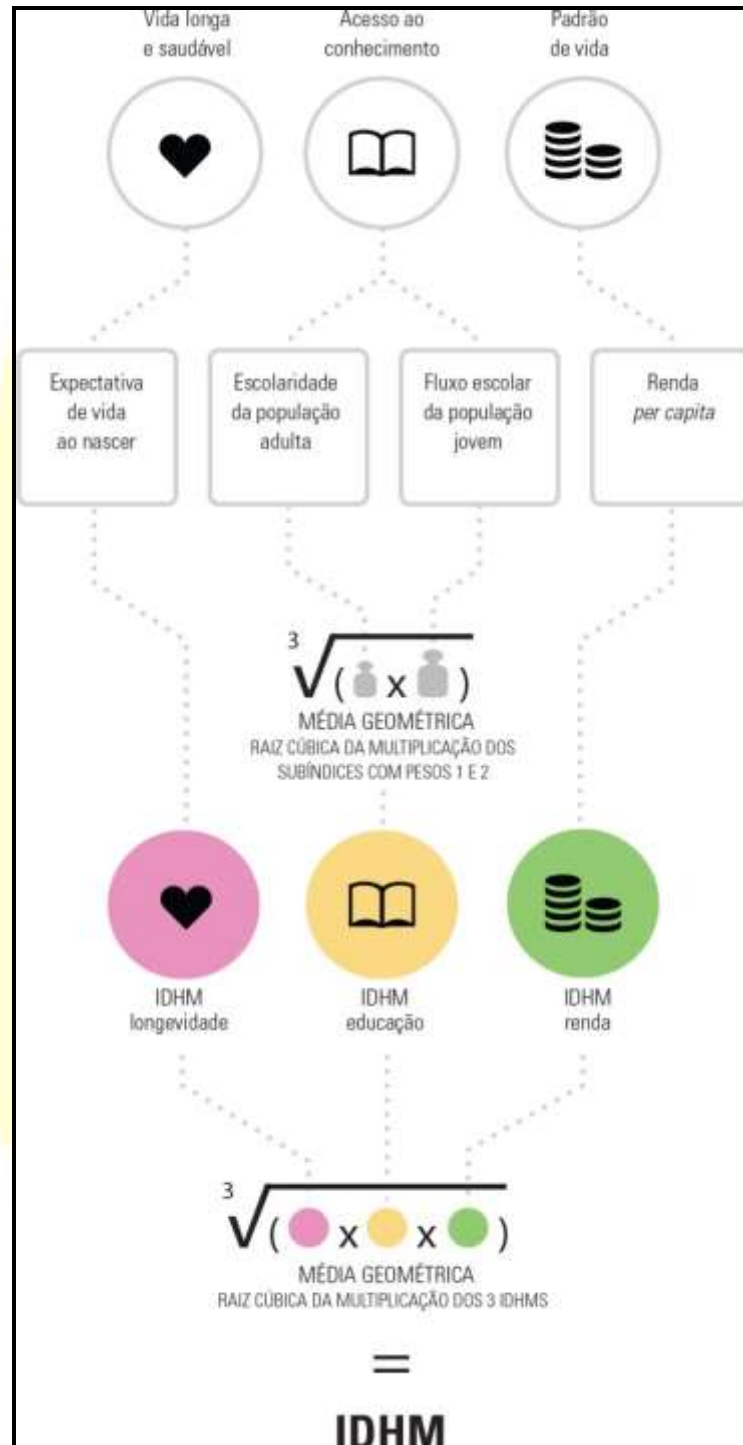 Vida longa
e saudável
Acesso ao
conhecimento
Padrão
de vida
Expectativa
de vida
ao nascer
Escolaridade
da população
adulta
Fluxo escolar
da população
jovem
Renda
per capita
3
√( x )
MÉDIA GEOMÉTRICA
RAIZ CÚBICA DA MULTIPLICAÇÃO DOS
SUBÍNDICES COM PESOS 1 E 2
IDHM
longevidade
IDHM
educação
IDHM
renda
3
√( x x )
MÉDIA GEOMÉTRICA
RAIZ CÚBICA DA MULTIPLICAÇÃO DOS 3 IDHMS
=
IDHM